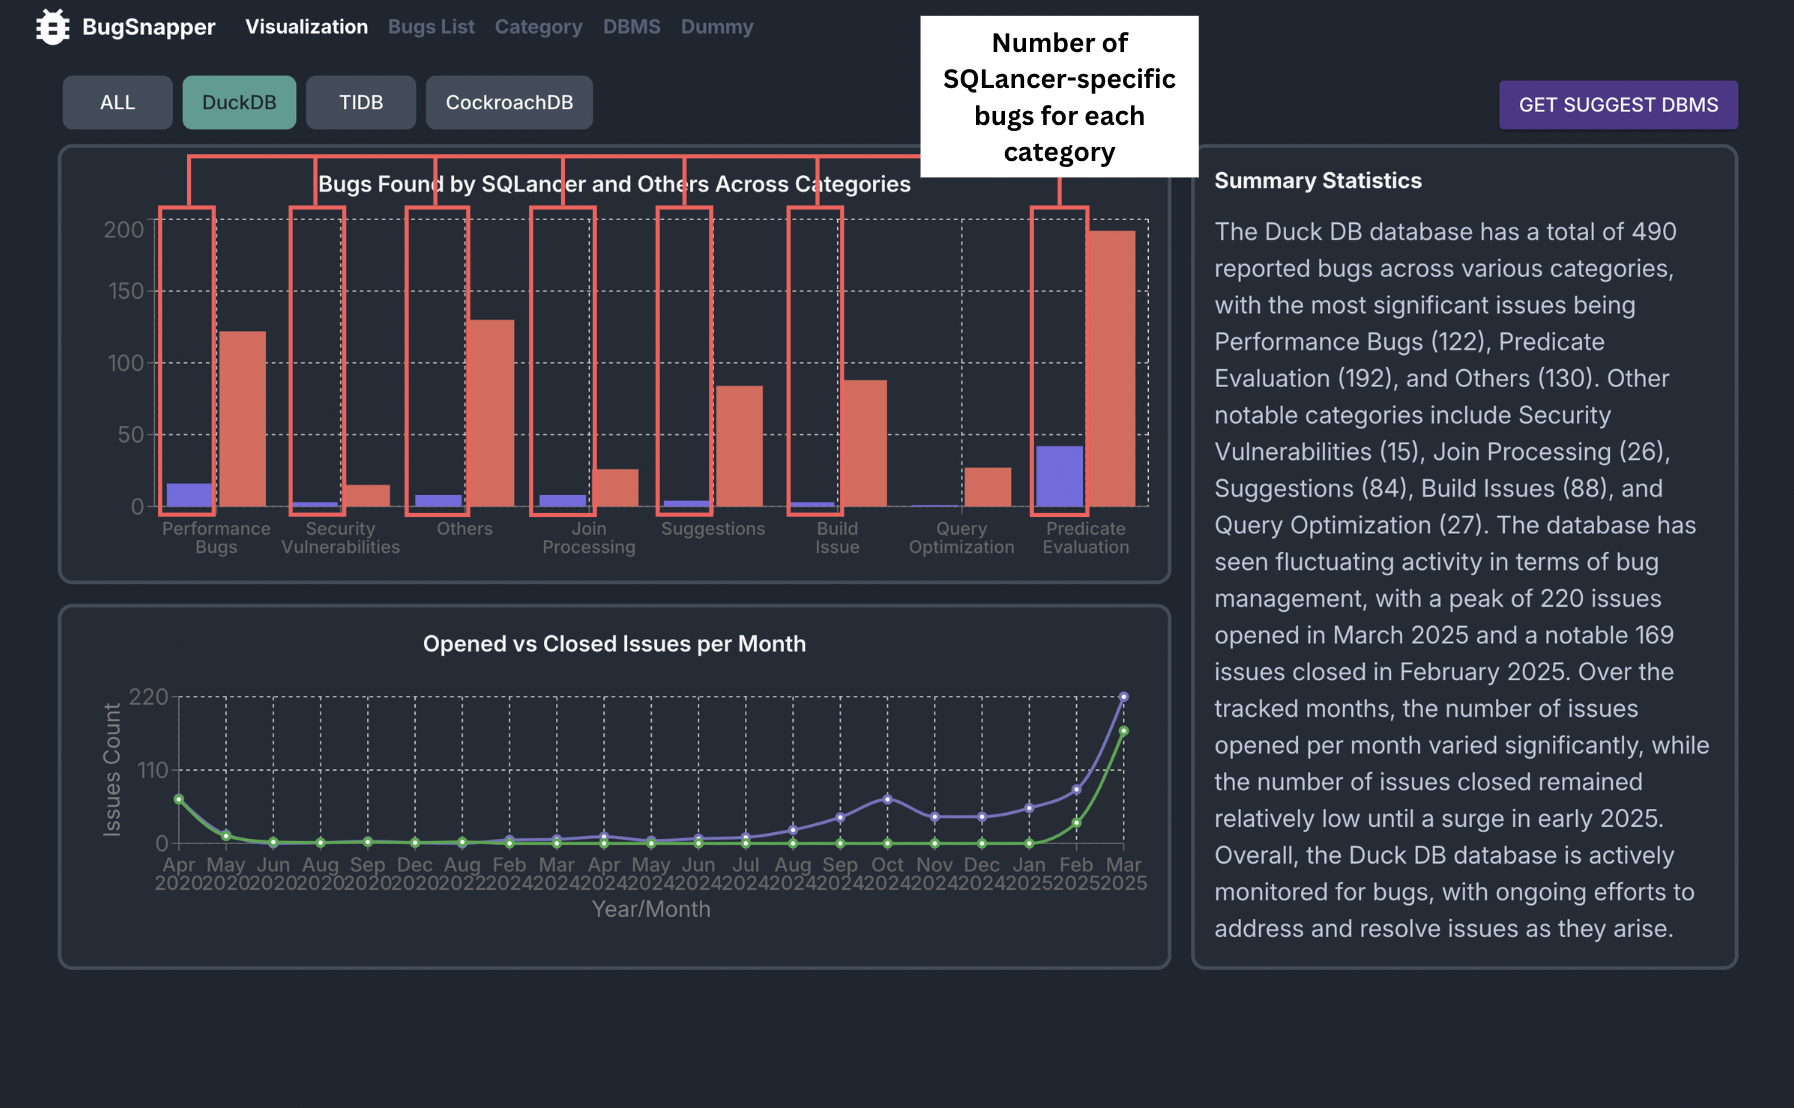 BugSnapper
Visualization
Bugs List
Category
DBMS
Dummy
Number of
SQLancer-specific
bugs for each
category
ALL
DuckDB
TIDB
CockroachDB
GET SUGGEST DBMS
Bugs Found by SQLancer and Others Across Categories
200
150
100
50
0
Performance
Bugs
Security
Vulnerabilities
Others
Join
Processing
Suggestions
Build
Issue
Query
Optimization
Predicate
Evaluation
Opened vs Closed Issues per Month
Issues Count
220
110
0
Apr
2020
May
2020
Jun
2020
Aug
2020
Sep
2020
Dec
2020
Aug
2022
Feb
2024
Mar
2024
Apr
2024
May
2024
Jun
2024
Jul
2024
Aug
2024
Sep
2024
Oct
2024
Nov
2024
Dec
2024
Jan
2025
Feb
2025
Mar
2025
Year/Month
Summary Statistics
The Duck DB database has a total of 490
reported bugs across various categories,
with the most significant issues being
Performance Bugs (122), Predicate
Evaluation (192), and Others (130). Other
notable categories include Security
Vulnerabilities (15), Join Processing (26),
Suggestions (84), Build Issues (88), and
Query Optimization (27). The database has
seen fluctuating activity in terms of bug
management, with a peak of 220 issues
opened in March 2025 and a notable 169
issues closed in February 2025. Over the
tracked months, the number of issues
opened per month varied significantly, while
the number of issues closed remained
relatively low until a surge in early 2025.
Overall, the Duck DB database is actively
monitored for bugs, with ongoing efforts to
address and resolve issues as they arise.